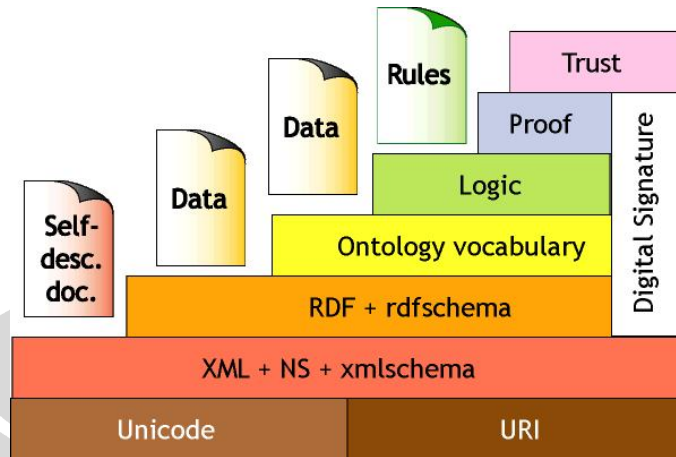 Trust
Rules
Proof
Data
Logic
Data
Digital Signature
Self-
desc.
doc.
Ontology vocabulary
RDF + rdfschema
XML + NS + xmlschema
Unicode
URI